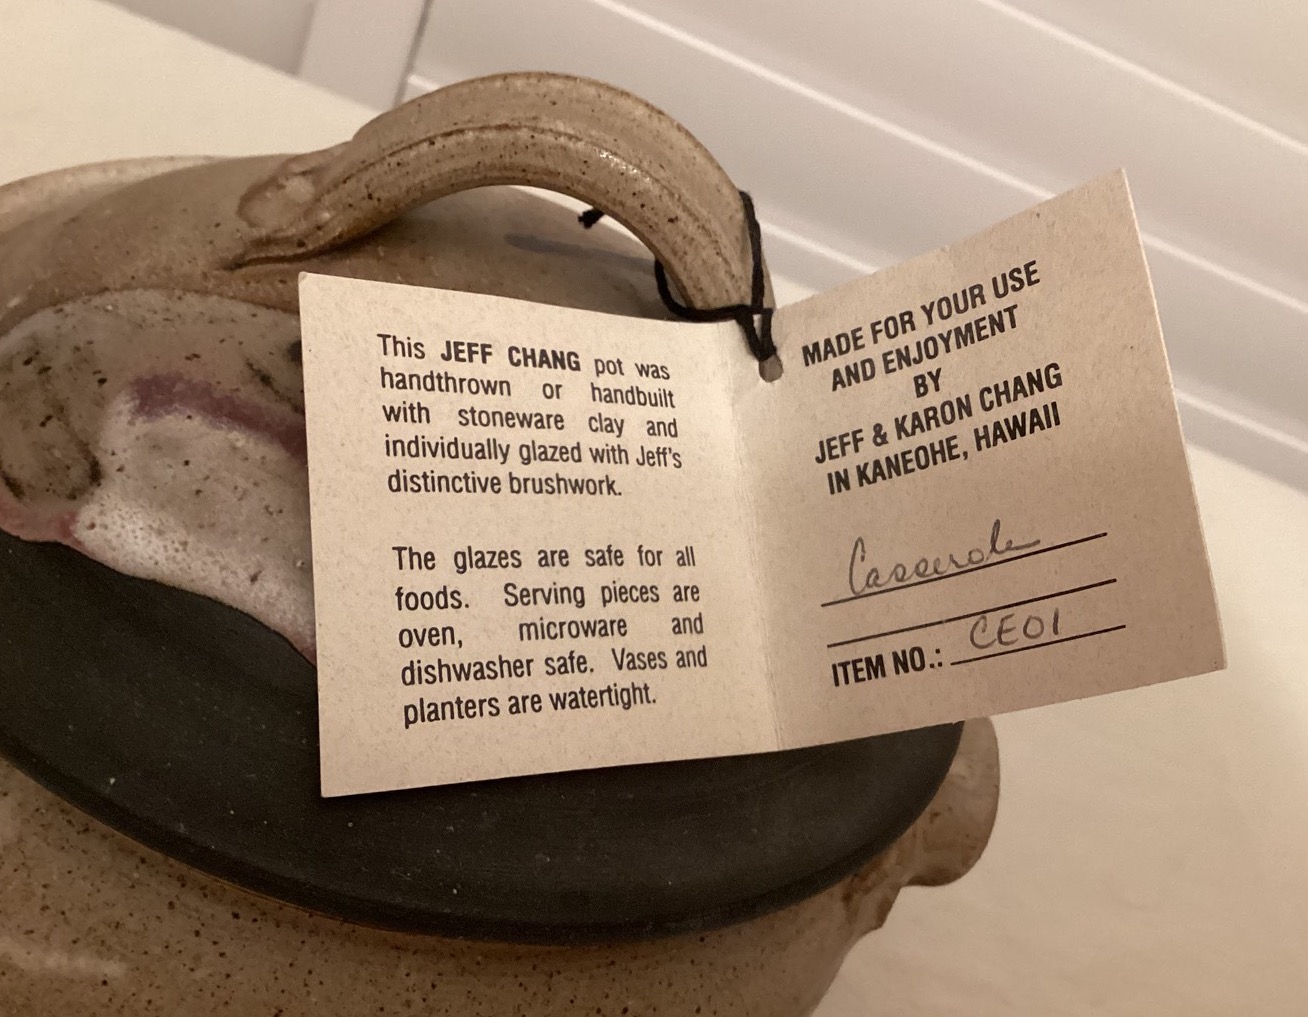 This JEFF CHANG pot was
handthrown or handbuilt
with stoneware clay and
individually glazed with Jeff's
distinctive brushwork.
The glazes are safe for all
foods. Serving pieces are
oven, microware and
dishwasher safe. Vases and
planters are watertight.
MADE FOR YOUR USE
AND ENJOYMENT
BY
JEFF & KARON CHANG
IN KANEOHE, HAWAII
Casserole
ITEM NO.: CE01